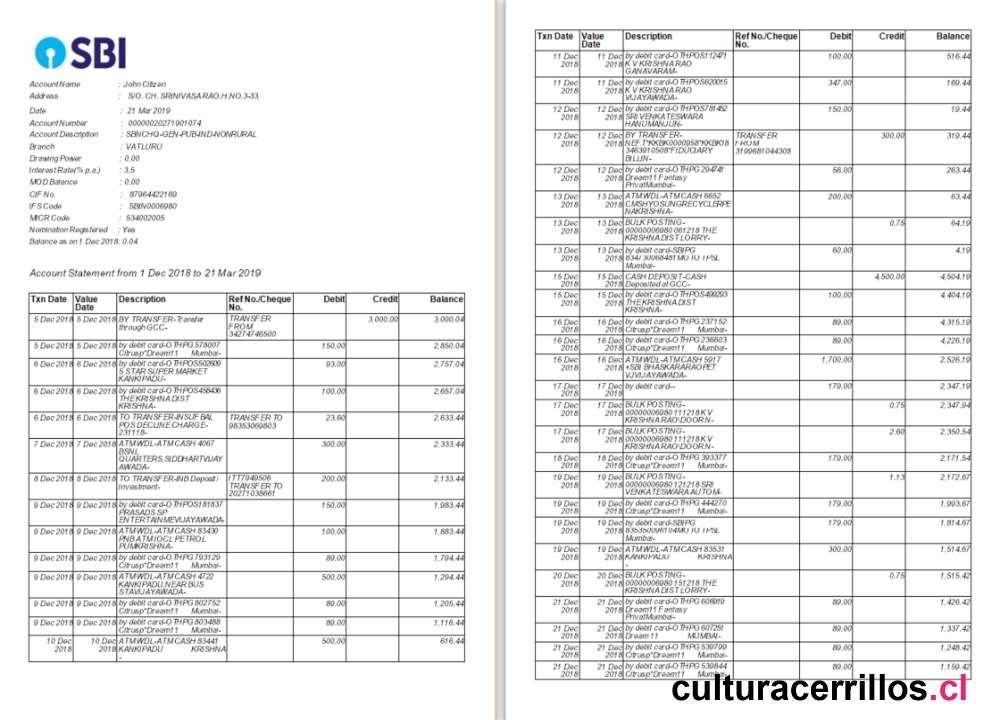 SBI
Account Name : John Citizen
Address : S/O. CH. SRINIVASA RAO, H.NO.3-33,
Date : 21 Mar 2019
Account Number : 00000020271901074
Account Description : SBNCHQ-GEN-PUB-IND-NONRURAL
Branch : VATLURU
Drawing Power : 0.00
Interest Rate(% p.a.) : 3.5
MOD Balance : 0.00
CIF No. : 87964422169
IFS Code : SBIN0006980
MICR Code : 534002005
Nomination Registered : Yes
Balance as on 1 Dec 2018: 0.04
Account Statement from 1 Dec 2018 to 21 Mar 2019
Txn Date Value Description Ref No./Cheque Debit Credit Balance
Date No.
5 Dec 2018 5 Dec 2018 BY TRANSFER-Transfer TRANSFER 3,000.00 3,000.04
through GCC- FROM
34274746500
5 Dec 2018 5 Dec 2018 by debit card-OTHPG 578007 150.00 2,850.04
Citrusp*Dream11 Mumbai-
6 Dec 2018 6 Dec 2018 by debit card-OTHPOS502609 93.00 2,757.04
5 STAR SUPER MARKET
KANKIPADU-
6 Dec 2018 6 Dec 2018 by debit card-OTHPOS458436 100.00 2,657.04
THE KRISHNA DIST
KRISHNA-
6 Dec 2018 6 Dec 2018 TO TRANSFER-INSUF BAL TRANSFER TO 23.60 2,633.44
POS DECLINE CHARGE- 98353069803
231118-
7 Dec 2018 7 Dec 2018 ATM WDL-ATM CASH 4067 300.00 2,333.44
BSNL
QUARTERS,SIDDHARTVIJAY
AWADA-
8 Dec 2018 8 Dec 2018 TO TRANSFER-INB Deposit / ITT7949506 200.00 2,133.44
Investment- TRANSFER TO
20271038661
9 Dec 2018 9 Dec 2018 by debit card-OTHPOS181837 150.00 1,983.44
PRASADS SP
ENTERTAINMEVIJAYAWADA-
9 Dec 2018 9 Dec 2018 ATM WDL-ATM CASH 83430 100.00 1,883.44
PNB ATM IOCL PETROL
PUMKRISHNA-
9 Dec 2018 9 Dec 2018 by debit card-OTHPG 793129 89.00 1,794.44
Citrusp*Dream11 Mumbai-
9 Dec 2018 9 Dec 2018 ATM WDL-ATM CASH 4722 500.00 1,294.44
KANKIPADU,NEAR BUS
STAVIJAYAWADA-
9 Dec 2018 9 Dec 2018 by debit card-OTHPG 802752 89.00 1,205.44
Citrusp*Dream11 Mumbai-
9 Dec 2018 9 Dec 2018 by debit card-OTHPG 803488 89.00 1,116.44
Citrusp*Dream11 Mumbai-
10 Dec 10 Dec ATM WDL-ATM CASH 83441 500.00 616.44
2018 2018 KANKIPADU KRISHNA
-
Txn Date Value Description Ref No./Cheque Debit Credit Balance
Date No.
11 Dec 11 Dec by debit card-OTHPOS112471 100.00 516.44
2018 2018 K V KRISHNA RAO
GANAVARAM-
11 Dec 11 Dec by debit card-OTHPOS620015 347.00 169.44
2018 2018 K V KRISHNA RAO
VIJAYAWADA-
12 Dec 12 Dec by debit card-OTHPOS781452 150.00 19.44
2018 2018 SRI VENKATESWARA
HANUMANJUN-
12 Dec 12 Dec BY TRANSFER- TRANSFER 300.00 319.44
2018 2018 NEFT*KKBK0000958*KKBK18 FROM
3463910508*FIDUCIARY 3199681044308
BILLIN-
12 Dec 12 Dec by debit card-OTHPG 294741 56.00 263.44
2018 2018 Dream11 Fantasy
PrivatMumbai-
13 Dec 13 Dec ATM WDL-ATM CASH 6652 200.00 63.44
2018 2018 CMSHYOSUNGRECYCLERPE
NAKRISHNA-
13 Dec 13 Dec BULK POSTING- 0.75 64.19
2018 2018 00000006980 061218 THE
KRISHNA DIST LORRY-
13 Dec 13 Dec by debit card-SBIPG 60.00 4.19
2018 2018 834730068481MOTO TPSL
Mumbai-
15 Dec 15 Dec CASH DEPOSIT-CASH 4,500.00 4,504.19
2018 2018 Deposited at GCC-
15 Dec 15 Dec by debit card-OTHPOS499293 100.00 4,404.19
2018 2018 THE KRISHNA DIST
KRISHNA-
16 Dec 16 Dec by debit card-OTHPG 237152 89.00 4,315.19
2018 2018 Citrusp*Dream11 Mumbai-
16 Dec 16 Dec by debit card-OTHPG 236603 89.00 4,226.19
2018 2018 Citrusp*Dream11 Mumbai-
16 Dec 16 Dec ATM WDL-ATM CASH 5917 1,700.00 2,526.19
2018 2018 +SBI BHASKARARAOPET
VJVIJAYAWADA-
17 Dec 17 Dec by debit card-- 179.00 2,347.19
2018 2018
17 Dec 17 Dec BULK POSTING- 0.75 2,347.94
2018 2018 00000006980 111218 K V
KRISHNA RAO\DOOR N-
17 Dec 17 Dec BULK POSTING- 2.60 2,350.54
2018 2018 00000006980 111218 K V
KRISHNA RAO\DOOR N-
18 Dec 18 Dec by debit card-OTHPG 393377 179.00 2,171.54
2018 2018 Citrusp*Dream11 Mumbai-
19 Dec 19 Dec BULK POSTING- 1.13 2,172.67
2018 2018 00000006980 121218 SRI
VENKATESWARA AUTOM-
19 Dec 19 Dec by debit card-OTHPG 444270 179.00 1,993.67
2018 2018 Citrusp*Dream11 Mumbai-
19 Dec 19 Dec by debit card-SBIPG 179.00 1,814.67
2018 2018 MOTO TPSL
Mumbai-
19 Dec 19 Dec ATM WDL-ATM CASH 83531 300.00 1,514.67
2018 2018 KANKIPADU KRISHNA
-
20 Dec 20 Dec BULK POSTING- 0.75 1,515.42
2018 2018 00000006980 151218 THE
KRISHNA DIST LORRY-
21 Dec 21 Dec by debit card-OTHPG 606919 89.00 1,426.42
2018 2018 Dream11 Fantasy
PrivatMumbai-
21 Dec 21 Dec by debit card-OTHPG 607251 89.00 1,337.42
2018 2018 Dream 11 MUMBAI-
21 Dec 21 Dec by debit card-OTHPG 539799 89.00 1,248.42
2018 2018 Citrusp*Dream11 Mumbai-
21 Dec 21 Dec by debit card-OTHPG 539844 89.00 1,159.42
2018 2018 Citrusp*Dream11 Mumbai-
culturacerrillos.cl